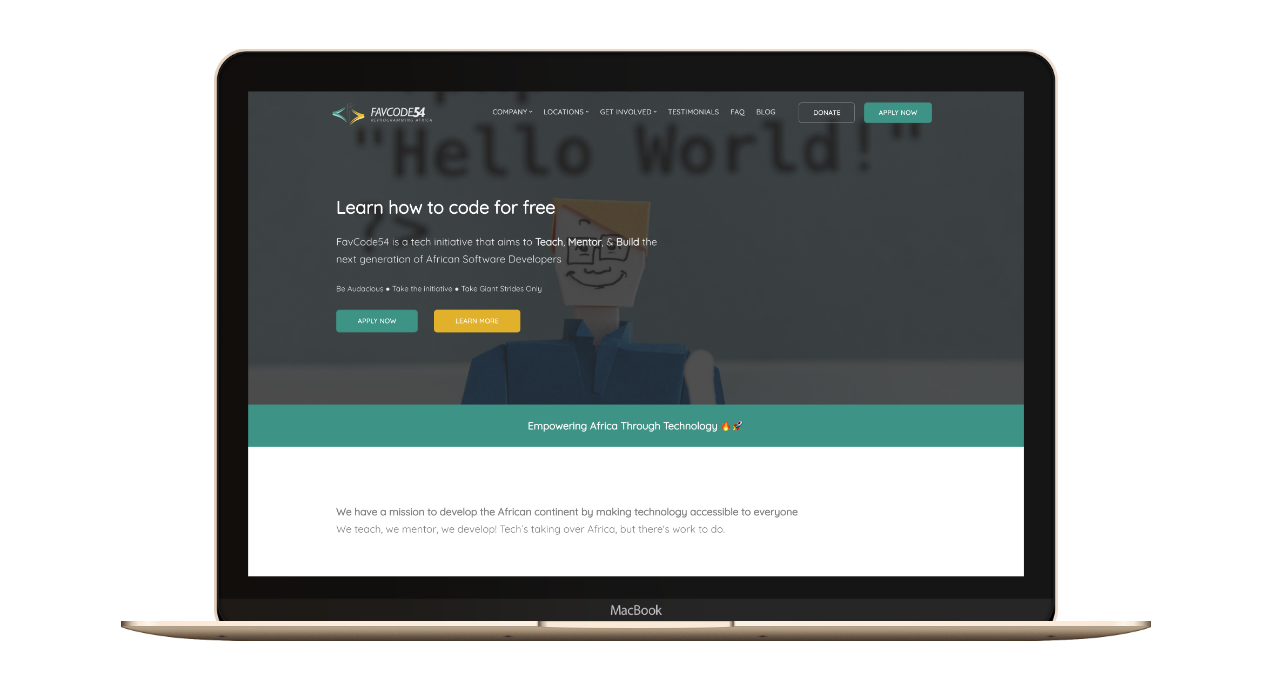 FAVCODE54
REPROGRAMMING AFRICA
COMPANY
LOCATIONS
GET INVOLVED
TESTIMONIALS
FAQ
BLOG
DONATE
APPLY NOW
"Hello World!"
/>
Learn how to code for free
FavCode54 is a tech initiative that aims to Teach, Mentor, & Build the
next generation of African Software Developers
Be Audacious ● Take the initiative ● Take Giant Strides Only
APPLY NOW
LEARN MORE
Empowering Africa Through Technology 🔥🚀
We have a mission to develop the African continent by making technology accessible to everyone
We teach, we mentor, we develop! Tech's taking over Africa, but there's work to do.
MacBook